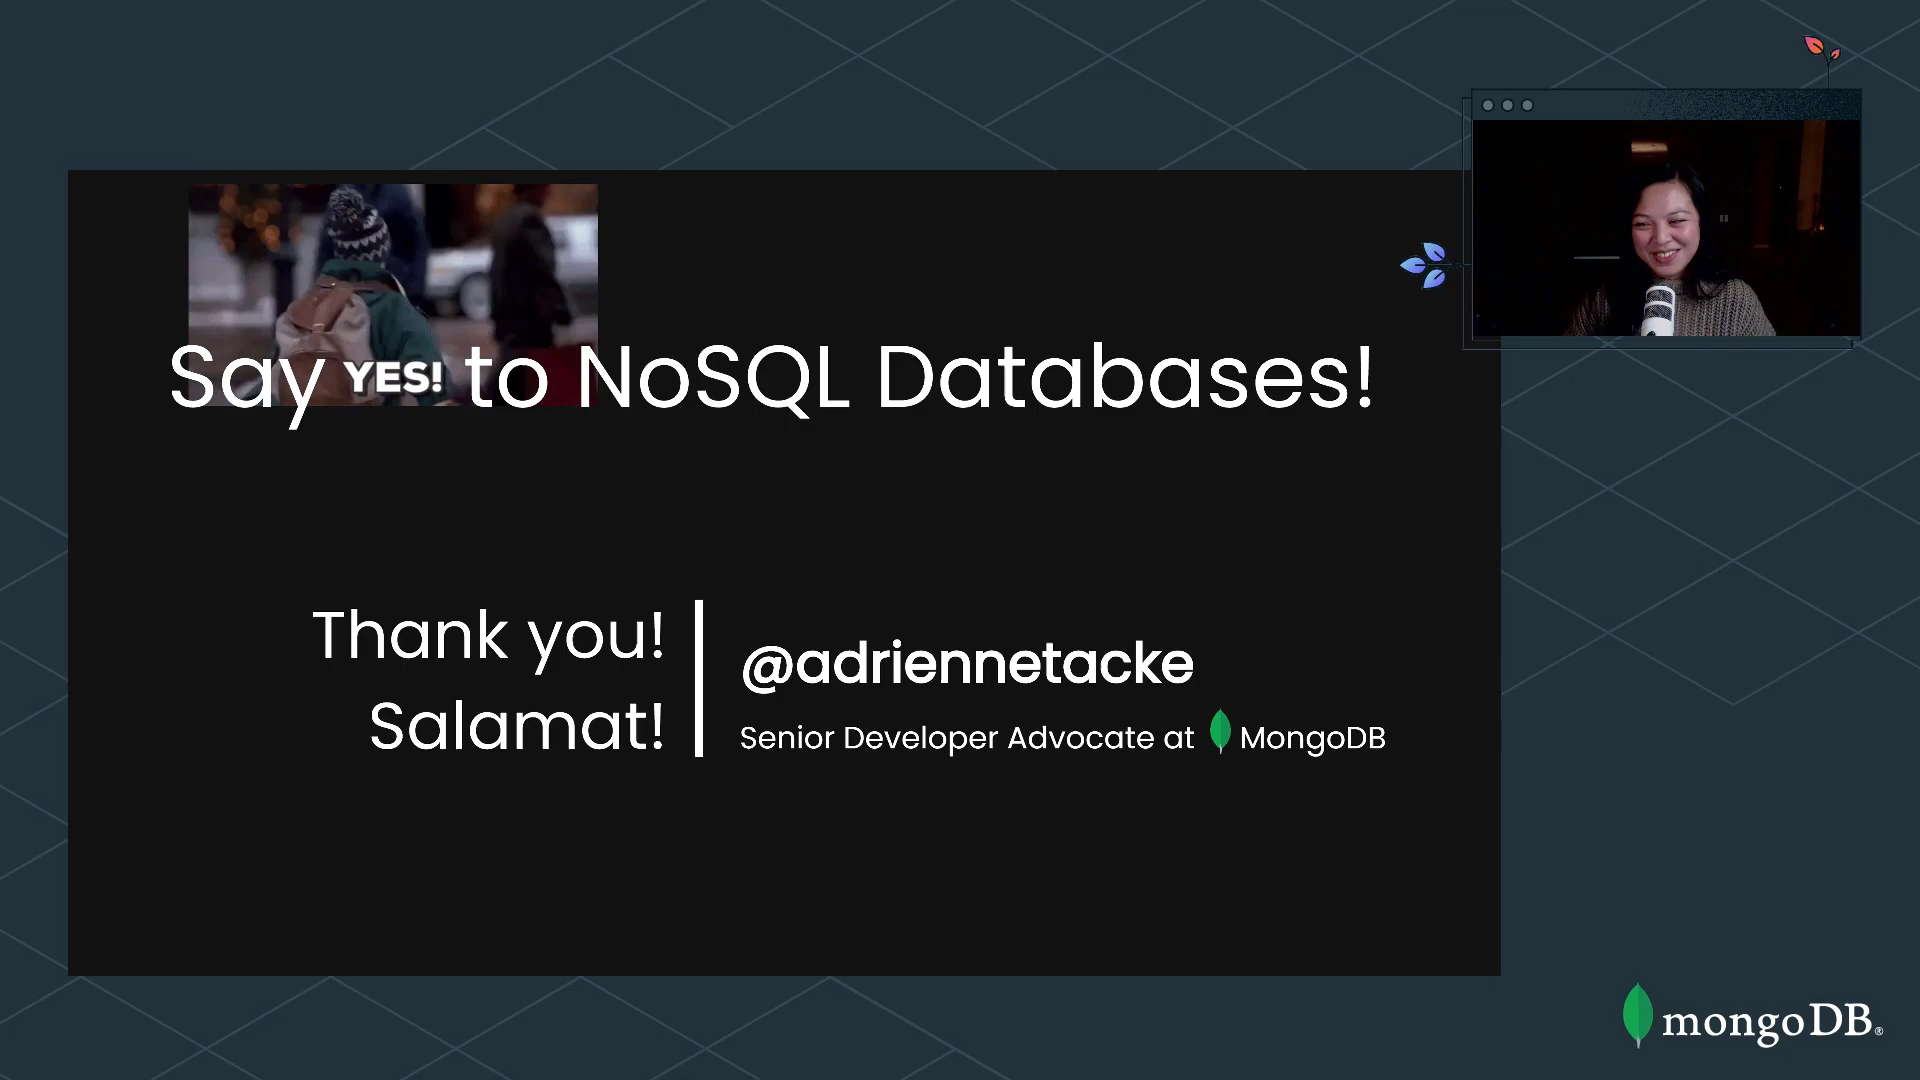 Say YES! to NoSQL Databases!
Thank you!
Salamat!
@adriennetacke
Senior Developer Advocate at MongoDB
mongoDB®